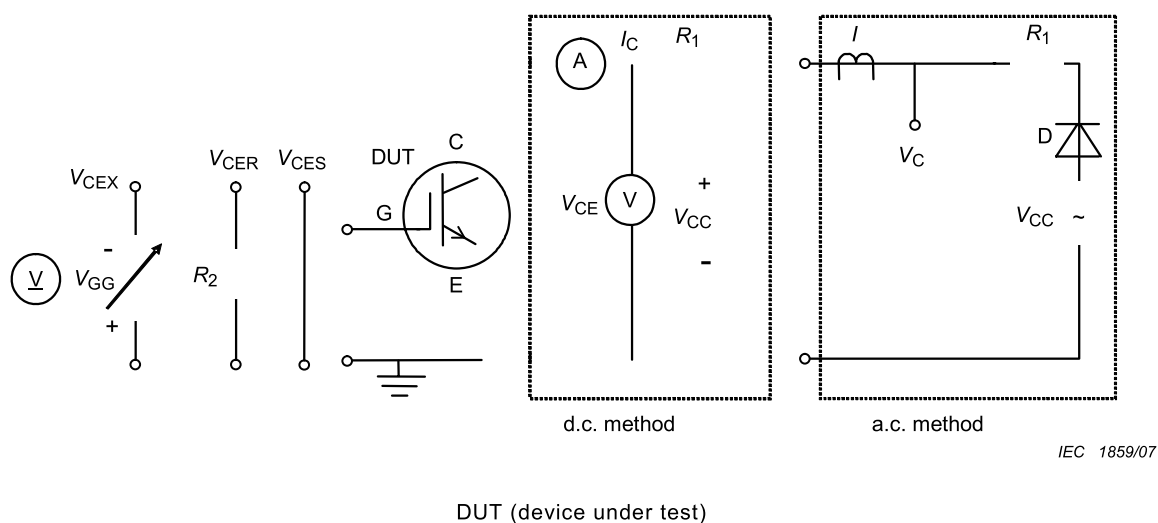 I
I_C
R_1
R_1
A
C
D
V_CER
V_CES
DUT
V_C
V_CEX
+
V_CE
V
V_CC
V_CC ~
G
-
V
V_GG
R_2
-
E
+
d.c. method
a.c. method
IEC 1859/07
DUT (device under test)